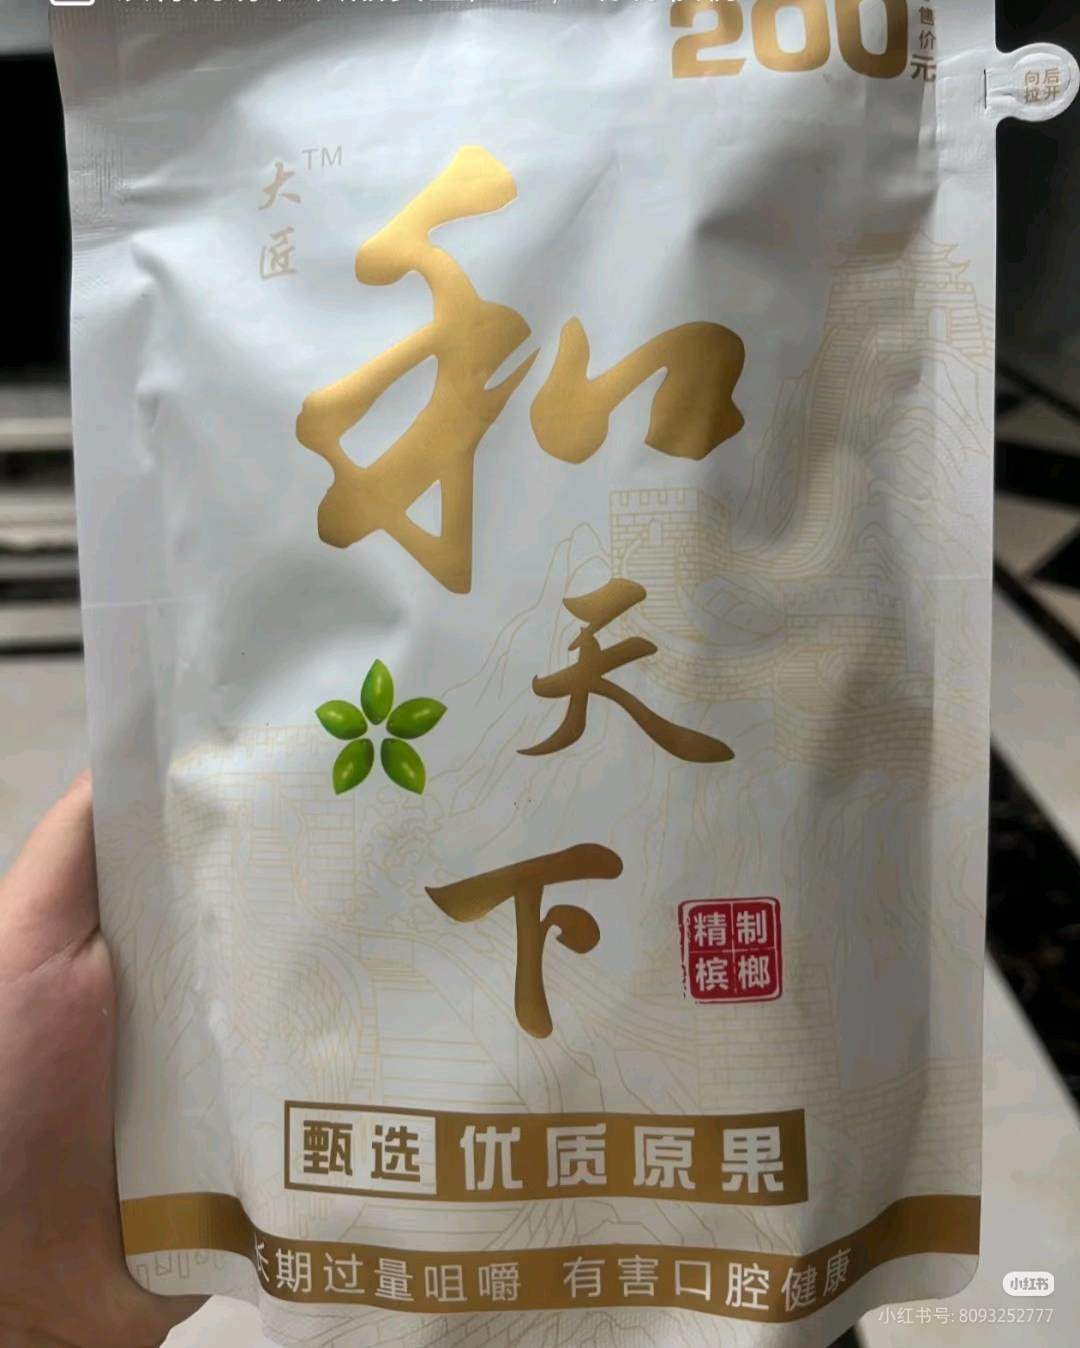 200
售价
元
向后
拉开
大匠
TM
和
天
下
精制
槟榔
甄选 优质原果
长期过量咀嚼 有害口腔健康
小红书
小红书号: 8093252777